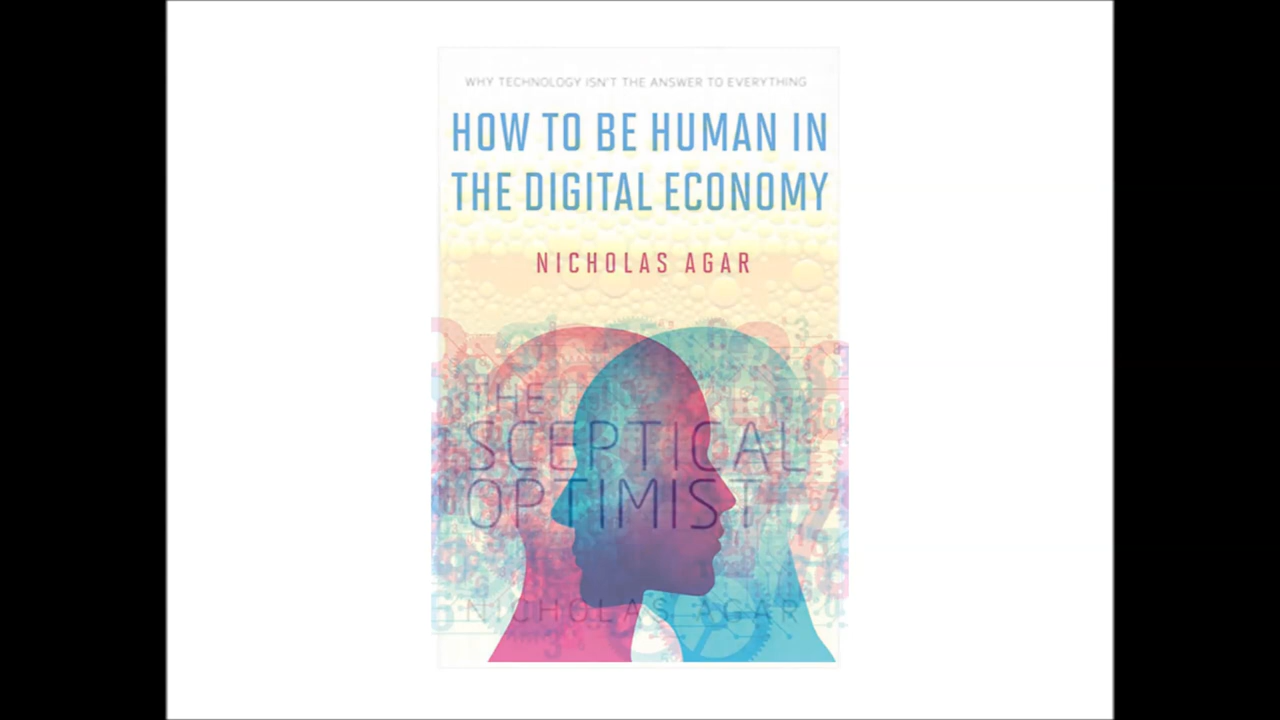 WHY TECHNOLOGY ISN'T THE ANSWER TO EVERYTHING
HOW TO BE HUMAN IN
THE DIGITAL ECONOMY
NICHOLAS AGAR
THE
SCEPTICAL
OPTIMIST
NICHOLAS AGAR